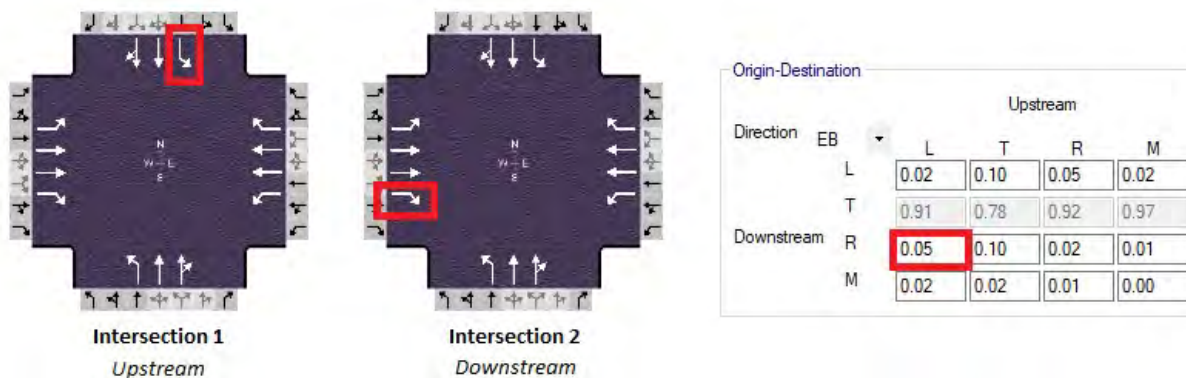 N
W E
S
Intersection 1
Upstream
N
W E
S
Intersection 2
Downstream
Origin-Destination
Upstream
Direction EB L T R M
L 0.02 0.10 0.05 0.02
T 0.91 0.78 0.92 0.97
Downstream R 0.05 0.10 0.02 0.01
M 0.02 0.02 0.01 0.00